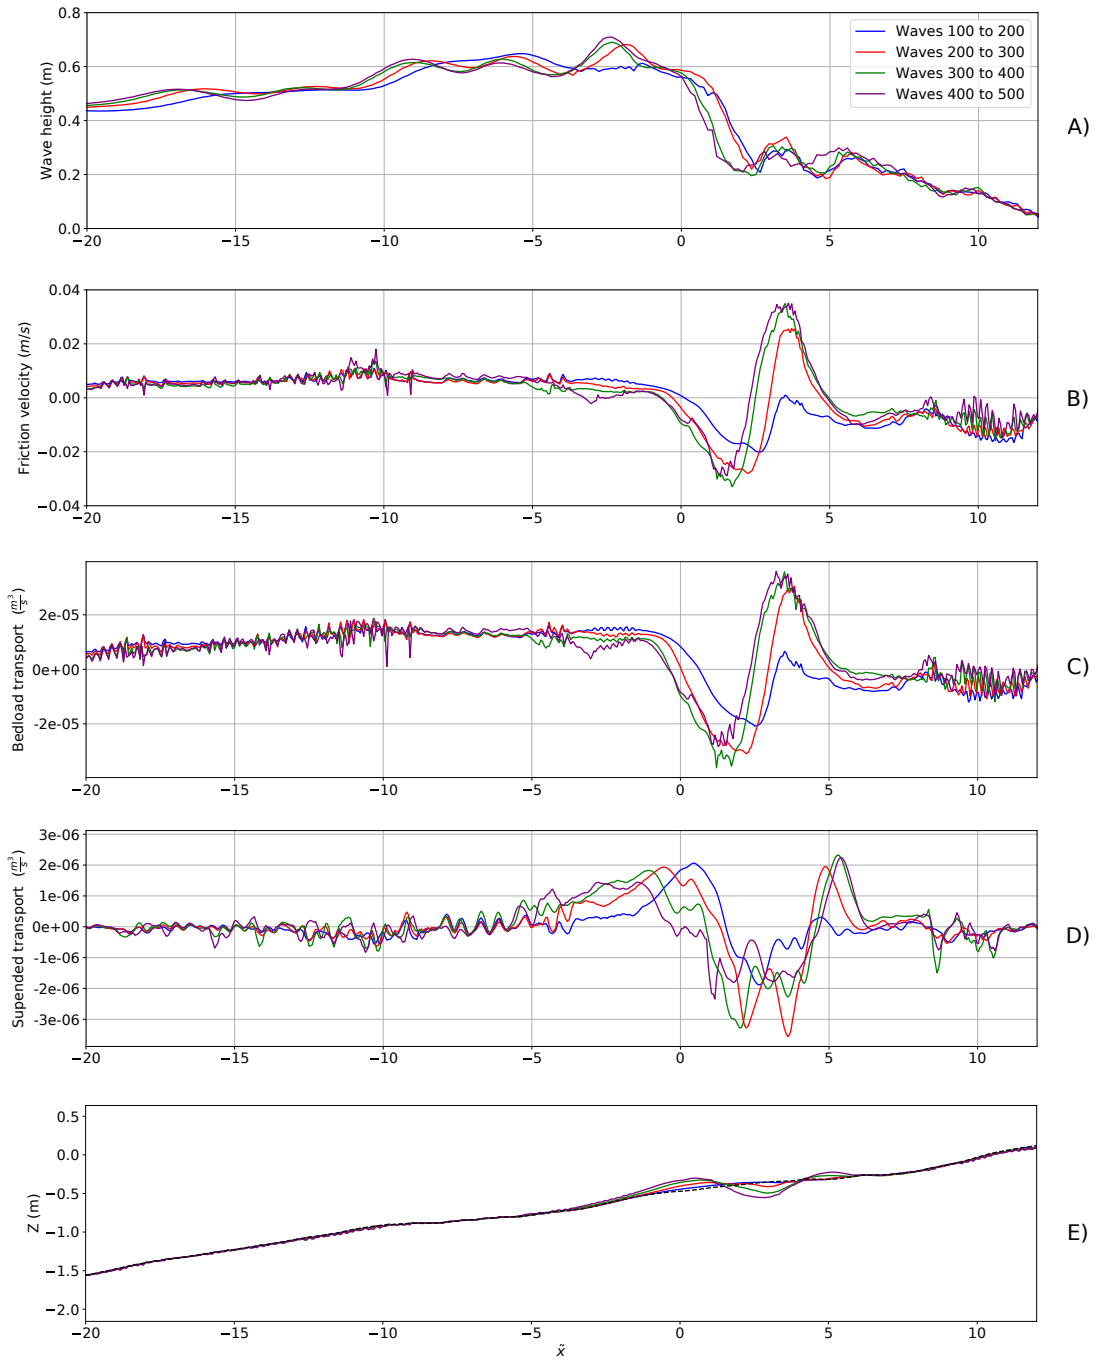 0.8
0.6
0.4
0.2
0.0
Wave height (m)
Waves 100 to 200
Waves 200 to 300
Waves 300 to 400
Waves 400 to 500
A)
−20 −15 −10 −5 0 5 10
0.04
0.02
0.00
−0.02
−0.04
Friction velocity (m/s)
B)
−20 −15 −10 −5 0 5 10
2e-05
0e+00
−2e-05
Bedload transport (m³/s)
C)
−20 −15 −10 −5 0 5 10
3e-06
2e-06
1e-06
0e+00
-1e-06
-2e-06
-3e-06
Supended transport (m³/s)
D)
−20 −15 −10 −5 0 5 10
0.5
0.0
−0.5
−1.0
−1.5
−2.0
Z (m)
E)
−20 −15 −10 −5 0 5 10
x̃